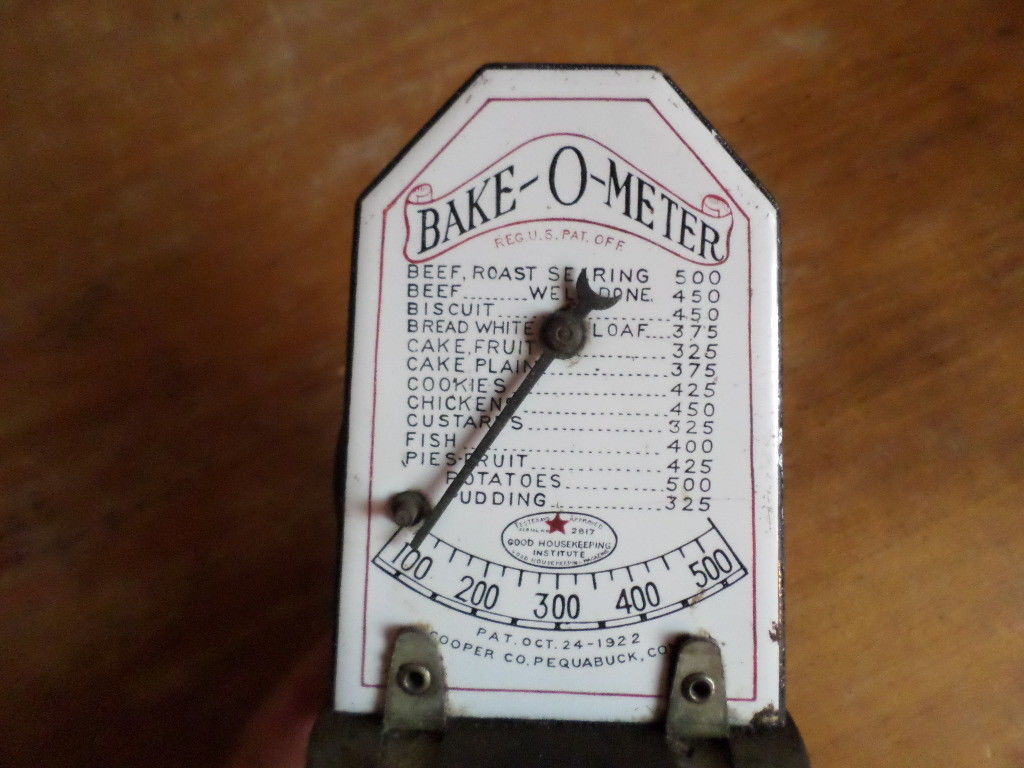 BAKE-O-METER
REG. U.S. PAT. OFF.
BEEF, ROAST SEARING 500
BEEF........WELL DONE. 450
BISCUIT........450
BREAD WHITE LOAF....375
CAKE, FRUIT........325
CAKE PLAIN........375
COOKIES........425
CHICKENS........450
CUSTARDS........325
FISH........400
PIES-FRUIT........425
POTATOES........500
PUDDING........325
2817
GOOD HOUSEKEEPING
INSTITUTE
100 200 300 400 500
PAT. OCT. 24-1922
COOPER CO. PEQUABUCK, CO